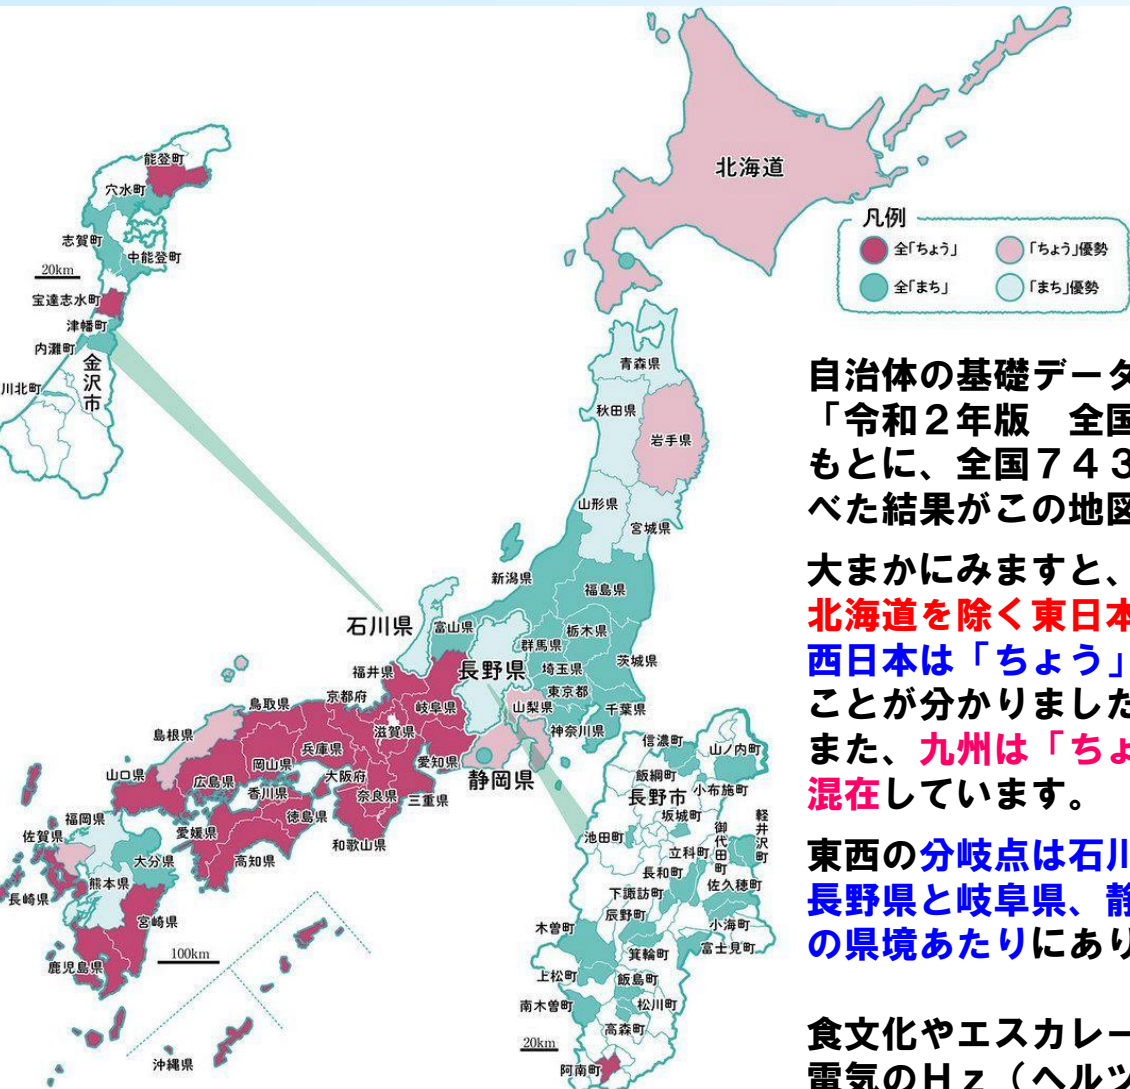 北海道
凡例
全「ちょう」
「ちょう」優勢
全「まち」
「まち」優勢
能登町
穴水町
志賀町
中能登町
20km
宝達志水町
津幡町
内灘町
川北町
金沢市
青森県
秋田県
岩手県
山形県
宮城県
新潟県
福島県
石川県
富山県
栃木県
群馬県
茨城県
福井県
長野県
埼玉県
東京都
岐阜県
山梨県
千葉県
神奈川県
京都府
鳥取県
滋賀県
島根県
兵庫県
愛知県
静岡県
岡山県
山口県
広島県
大阪府
香川県
奈良県
三重県
福岡県
徳島県
佐賀県
愛媛県
和歌山県
大分県
高知県
熊本県
長崎県
宮崎県
鹿児島県
100km
沖縄県
信濃町
山ノ内町
飯綱町
小布施町
長野市
坂城町
軽井沢町
御代田町
池田町
立科町
長和町
佐久穂町
下諏訪町
辰野町
小海町
木曽町
富士見町
箕輪町
上松町
飯島町
南木曽町
松川町
高森町
20km
阿南町
自治体の基礎データ
「令和２年版　全国
もとに、全国７４３
べた結果がこの地図
大まかにみますと、
北海道を除く東日本
西日本は「ちょう」
ことが分かりました
また、九州は「ちょ
混在しています。
東西の分岐点は石川
長野県と岐阜県、静
の県境あたりにあり
食文化やエスカレー
電気のＨｚ（ヘルツ